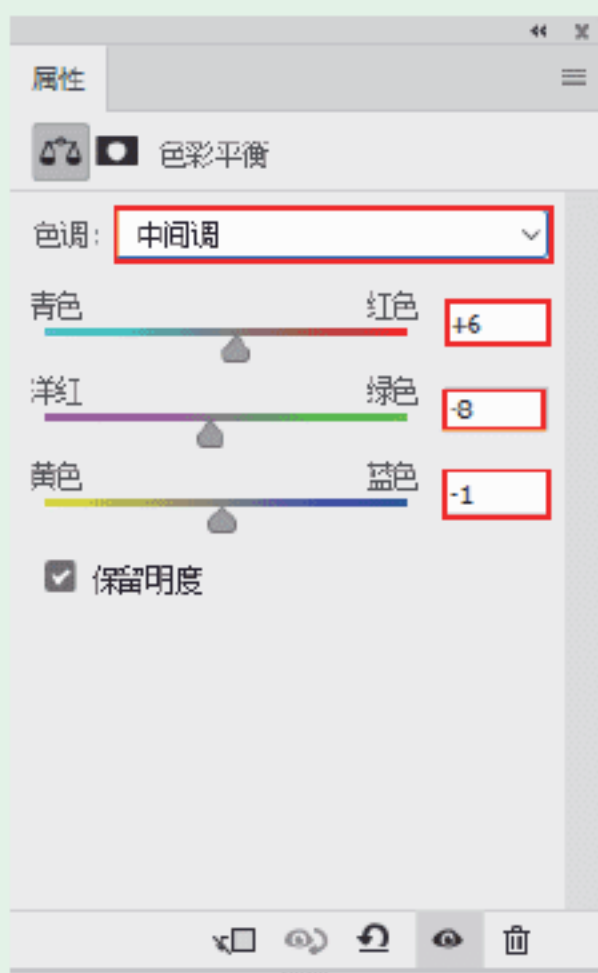 属性
色彩平衡
色调: 中间调
青色 红色 +6
洋红 绿色 -8
黄色 蓝色 -1
保留明度